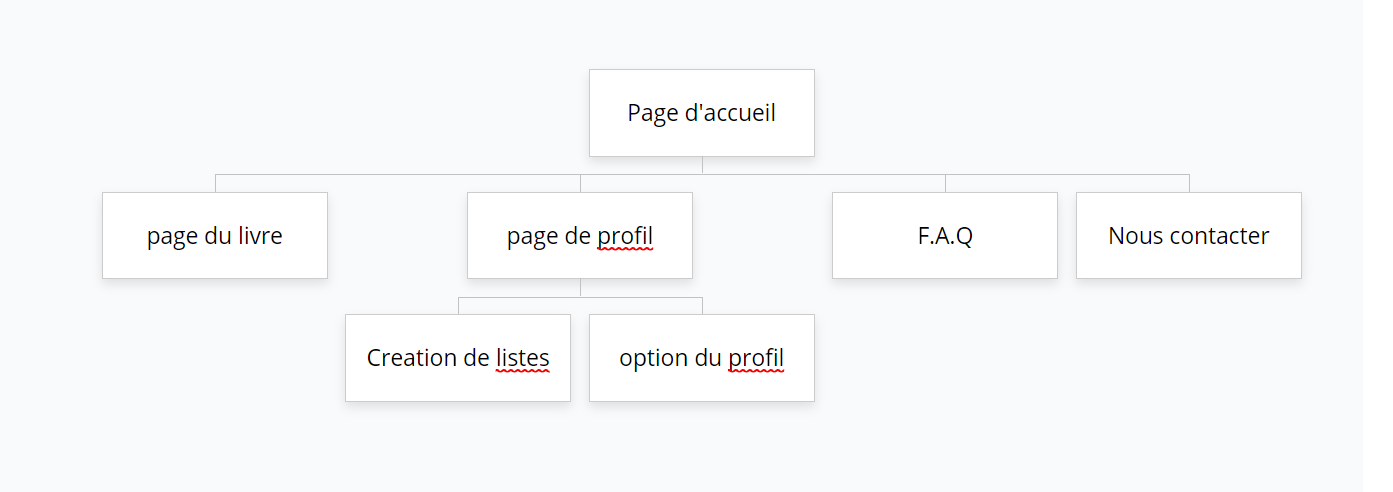 Page d'accueil
page du livre
page de profil
F.A.Q
Nous contacter
Creation de listes
option du profil